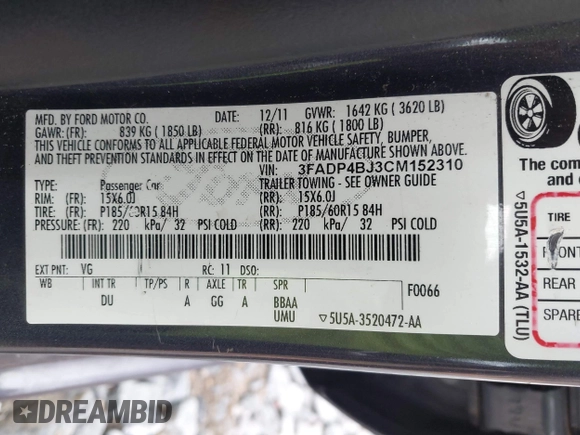 MFD. BY FORD MOTOR CO. DATE: 12/11 GVWR: 1642 KG ( 3620 LB)
GAWR: (FR): 839 KG ( 1850 LB) (RR): 816 KG ( 1800 LB)
THIS VEHICLE CONFORMS TO ALL APPLICABLE FEDERAL MOTOR VEHICLE SAFETY, BUMPER,
AND THEFT PREVENTION STANDARDS IN EFFECT ON THE DATE OF MANUFACTURE SHOWN ABOVE.
VIN: 3FADP4BJ3CM152310
TYPE: Passenger Car TRAILER TOWING - SEE OWNER GUIDE
RIM: (FR): 15X6.0J (RR): 15X6.0J
TIRE: (FR): P185/60R15 84H (RR): P185/60R15 84H
PRESSURE: (FR): 220 kPa/ 32 PSI COLD (RR): 220 kPa/ 32 PSI COLD
EXT PNT: VG RC: 11 DSO:
WB INT TR TP/PS R AXLE TR SPR F0066
DU A GG A BBAA
UMU ▽5U5A-3520472-AA
▽5U5A-1532-AA (TLU)
The com
and
TIRE
FRONT
REAR
SPARE
DREAMBID